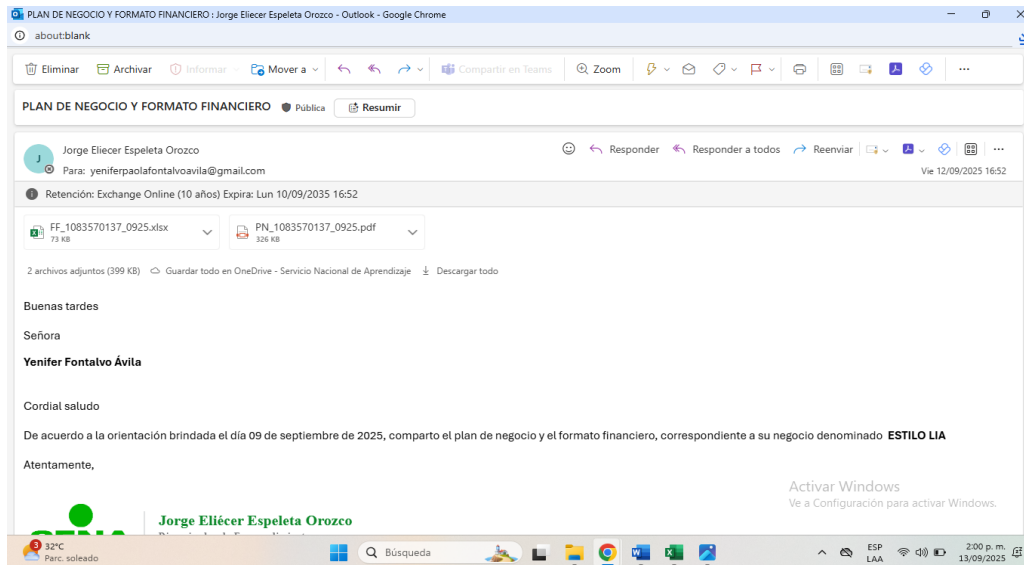 PLAN DE NEGOCIO Y FORMATO FINANCIERO : Jorge Eliecer Espeleta Orozco - Outlook - Google Chrome
about:blank
Eliminar Archivar Informar Mover a Compartir en Teams Zoom
PLAN DE NEGOCIO Y FORMATO FINANCIERO Pública Resumir
J
Jorge Eliecer Espeleta Orozco Responder Responder a todos Reenviar
Para: yeniferpaolafontalvoavila@gmail.com Vie 12/09/2025 16:52
Retención: Exchange Online (10 años) Expira: Lun 10/09/2035 16:52
FF_1083570137_0925.xlsx PN_1083570137_0925.pdf
73 KB 326 KB
2 archivos adjuntos (399 KB) Guardar todo en OneDrive - Servicio Nacional de Aprendizaje Descargar todo
Buenas tardes
Señora
Yenifer Fontalvo Ávila
Cordial saludo
De acuerdo a la orientación brindada el día 09 de septiembre de 2025, comparto el plan de negocio y el formato financiero, correspondiente a su negocio denominado ESTILO LIA
Atentamente,
Activar Windows
Ve a Configuración para activar Windows.
Jorge Eliécer Espeleta Orozco
SENA
3 32°C Búsqueda ESP 2:00 p. m.
Parc. soleado LAA 13/09/2025